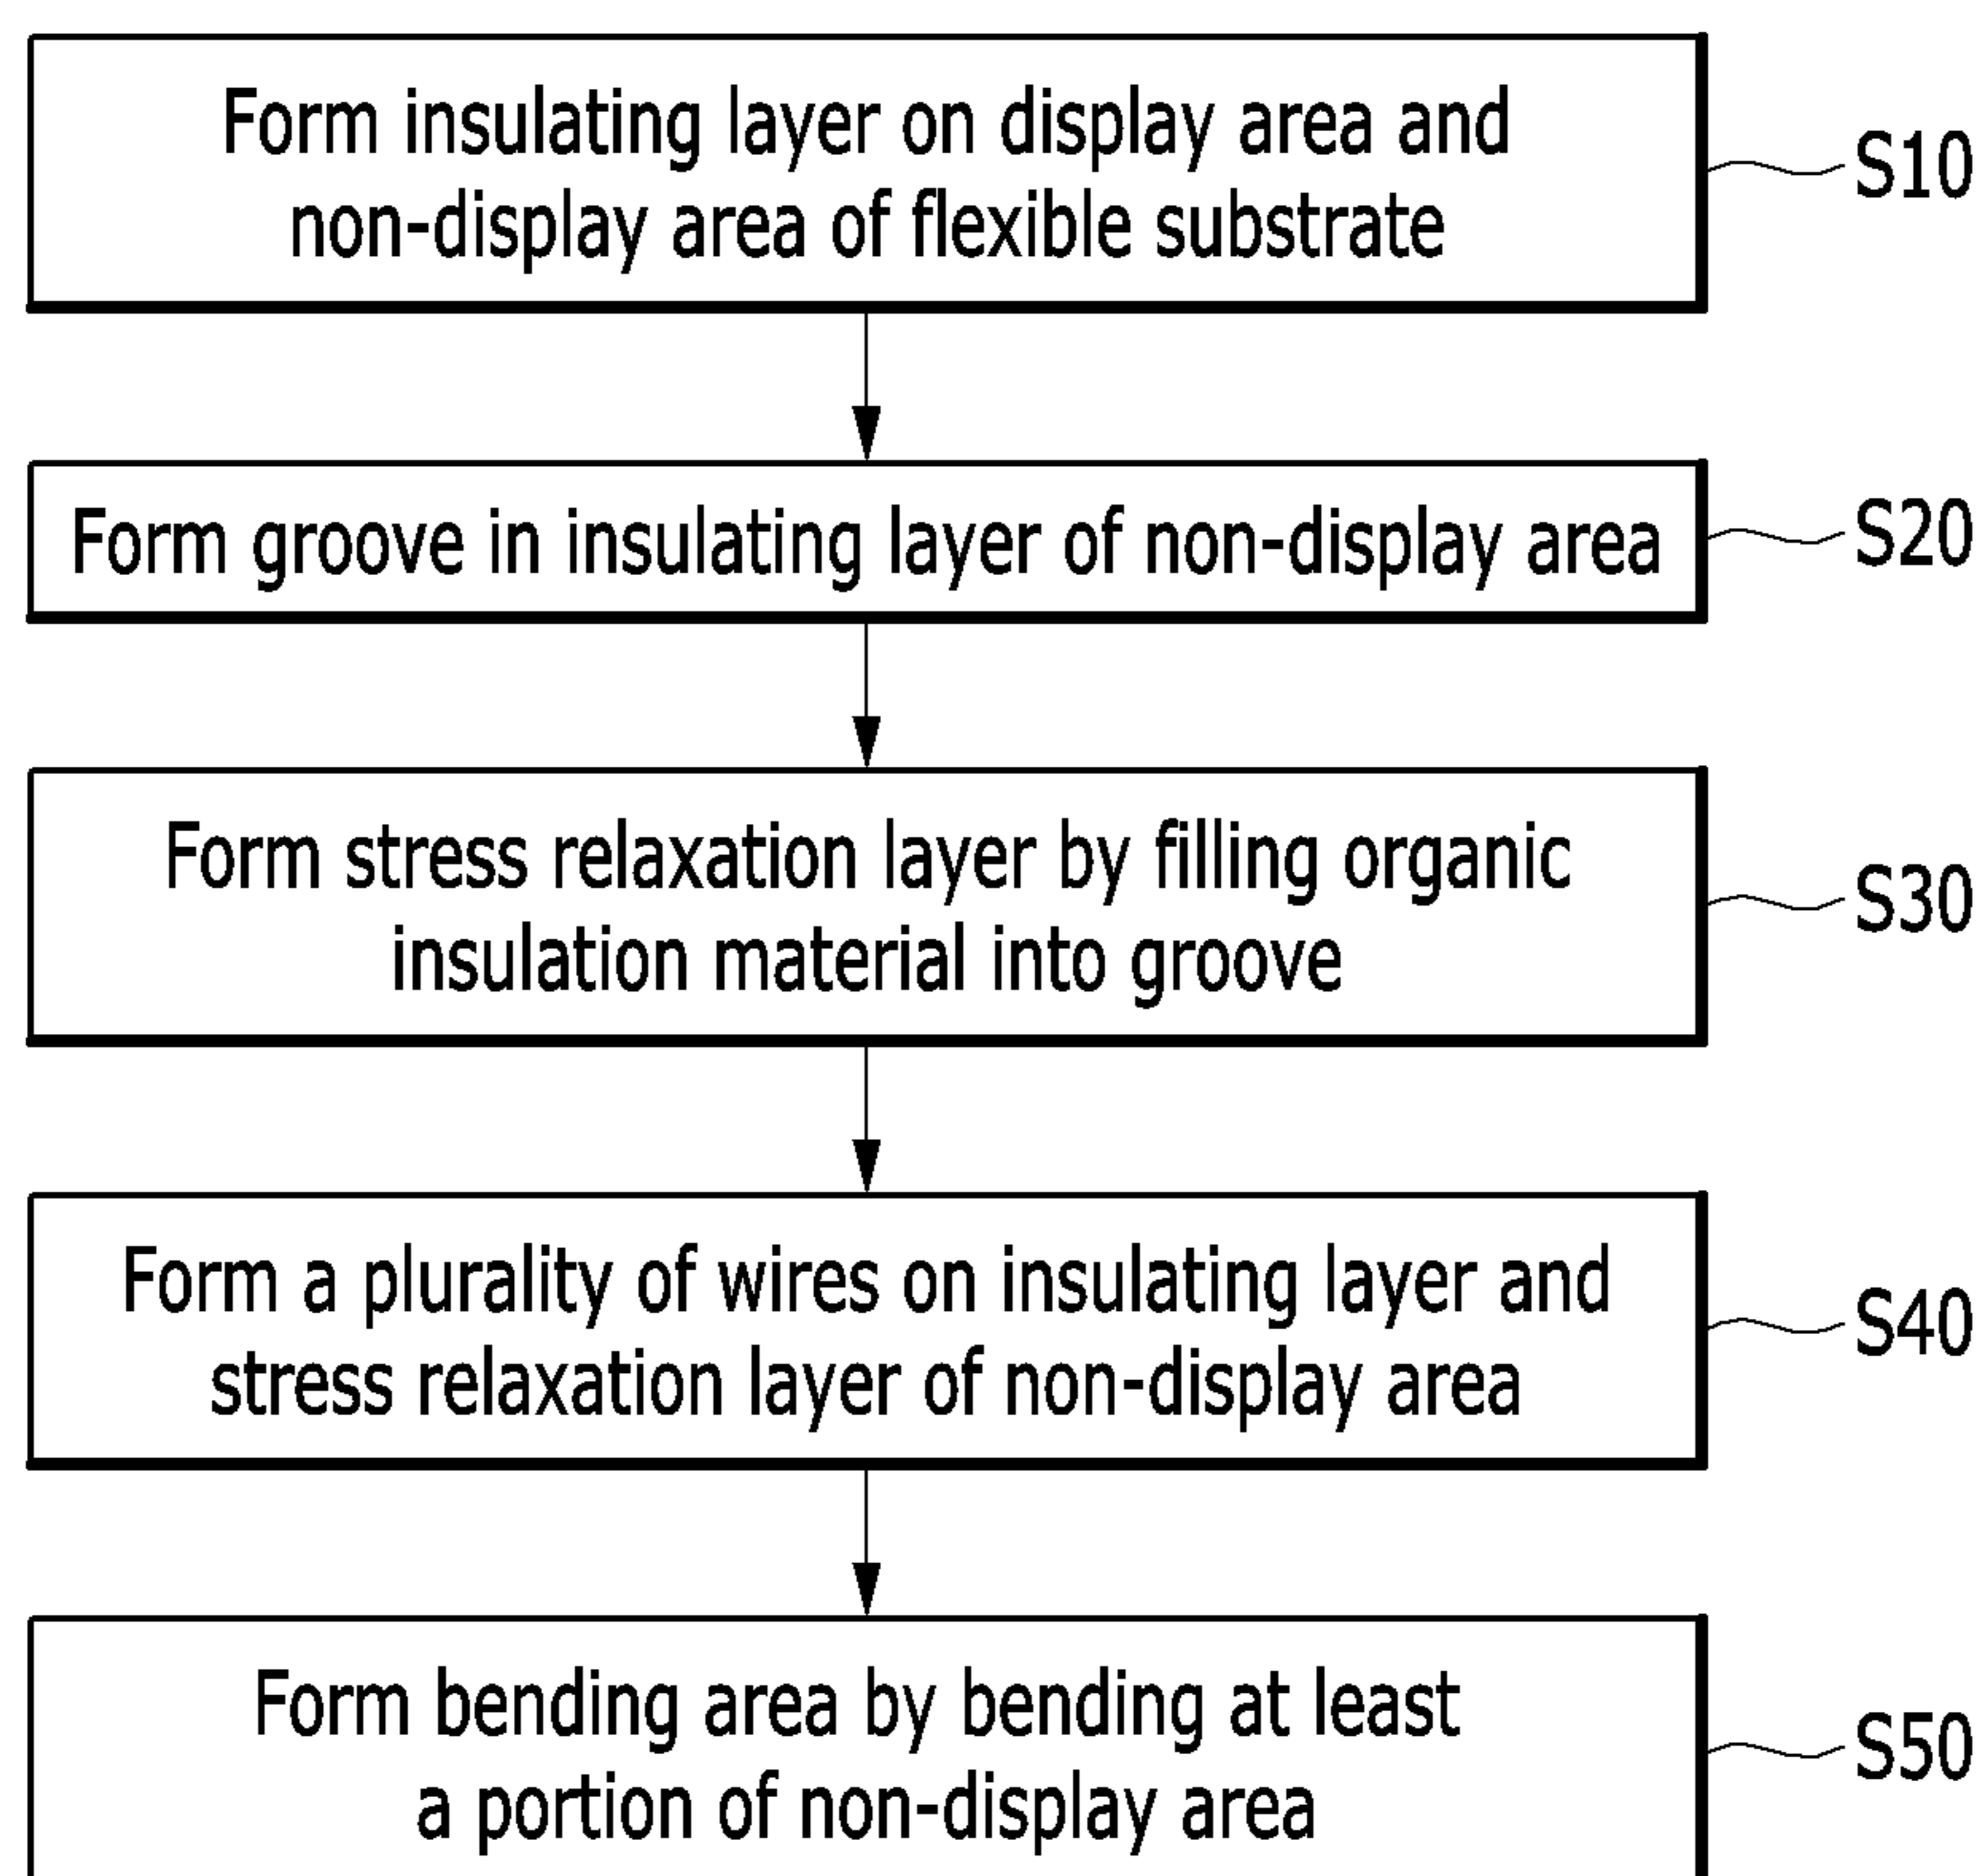 Form insulating layer on display area and
non-display area of flexible substrate
S10
Form groove in insulating layer of non-display area
S20
Form stress relaxation layer by filling organic
insulation material into groove
S30
Form a plurality of wires on insulating layer and
stress relaxation layer of non-display area
S40
Form bending area by bending at least
a portion of non-display area
S50